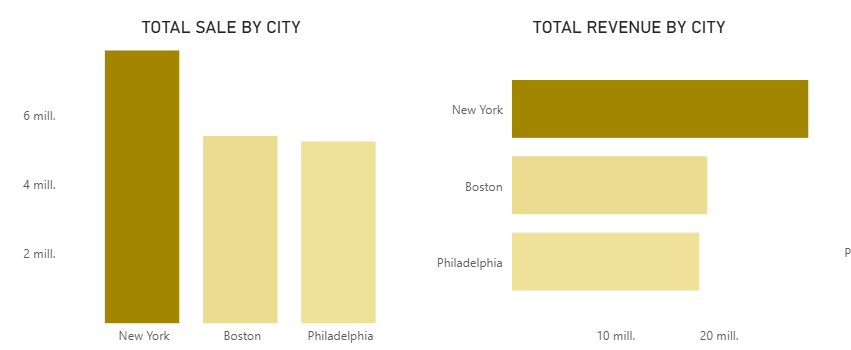 TOTAL SALE BY CITY
6 mill.
4 mill.
2 mill.
New York
Boston
Philadelphia
TOTAL REVENUE BY CITY
New York
Boston
Philadelphia
10 mill.
20 mill.
P